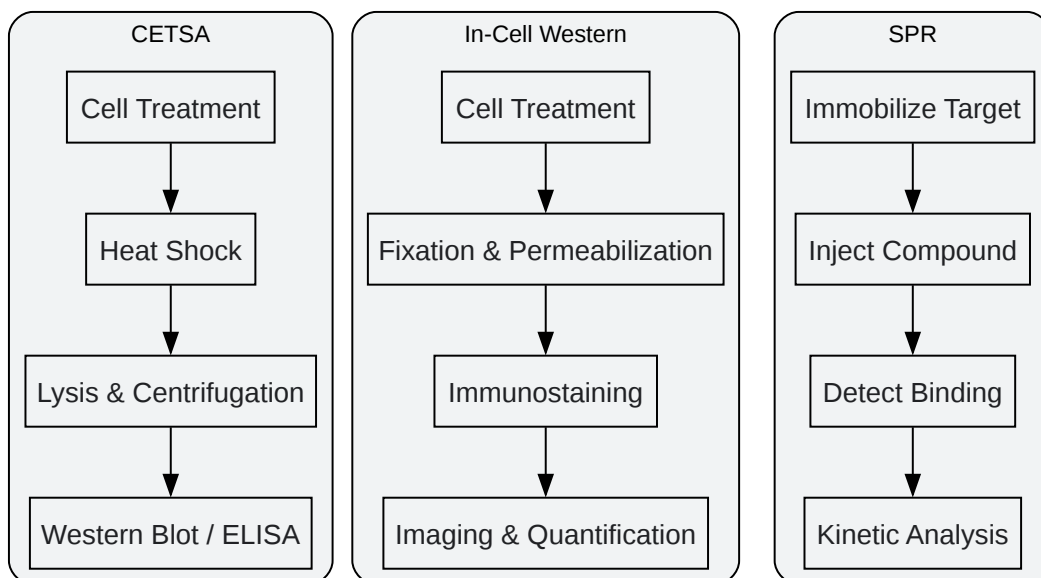 CETSA
Cell Treatment
Heat Shock
Lysis & Centrifugation
Western Blot / ELISA
In-Cell Western
Cell Treatment
Fixation & Permeabilization
Immunostaining
Imaging & Quantification
SPR
Immobilize Target
Inject Compound
Detect Binding
Kinetic Analysis